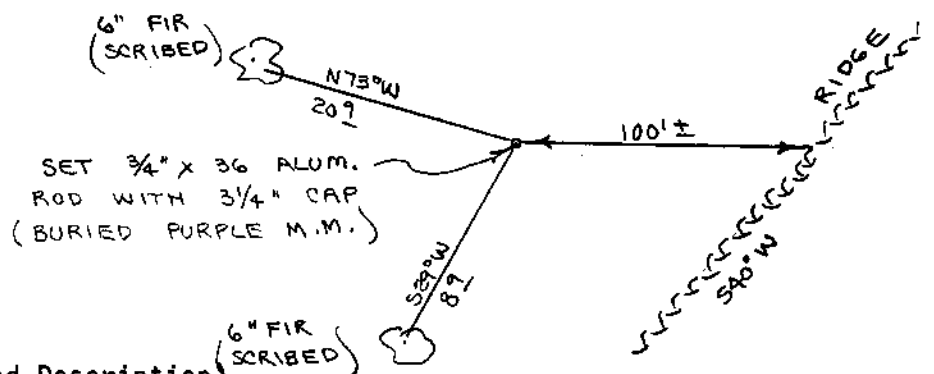 6" FIR
(SCRIBED)
N73°W
20 9
RIDGE
100'±
SET 3/4" X 36 ALUM.
ROD WITH 3 1/4" CAP
(BURIED PURPLE M.M.)
S29°W
8 9
S40°W
6" FIR
(SCRIBED)
d Description